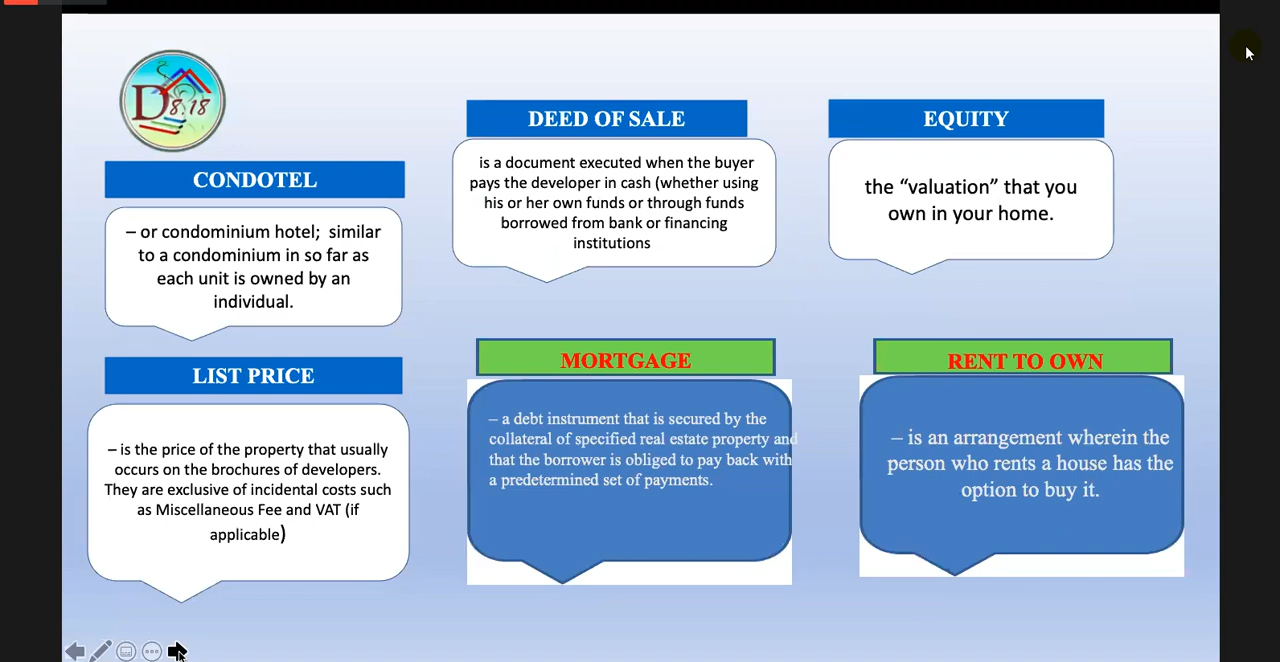 D8.18
CONDOTEL
– or condominium hotel; similar
to a condominium in so far as
each unit is owned by an
individual.
LIST PRICE
– is the price of the property that usually
occurs on the brochures of developers.
They are exclusive of incidental costs such
as Miscellaneous Fee and VAT (if
applicable)
DEED OF SALE
is a document executed when the buyer
pays the developer in cash (whether using
his or her own funds or through funds
borrowed from bank or financing
institutions
MORTGAGE
– a debt instrument that is secured by the
collateral of specified real estate property and
that the borrower is obliged to pay back with
a predetermined set of payments.
EQUITY
the “valuation” that you
own in your home.
RENT TO OWN
– is an arrangement wherein the
person who rents a house has the
option to buy it.